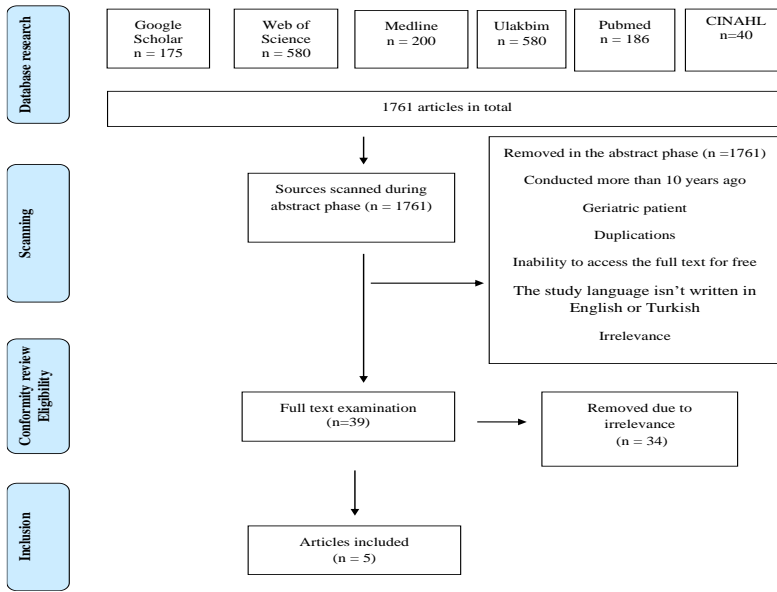 Database research
Google
Scholar
n = 175
Web of
Science
n = 580
Medline
n = 200
Ulakbim
n = 580
Pubmed
n = 186
CINAHL
n=40
1761 articles in total
Scanning
Sources scanned during
abstract phase (n = 1761)
Removed in the abstract phase (n =1761)
Conducted more than 10 years ago
Geriatric patient
Duplications
Inability to access the full text for free
The study language isn't written in
English or Turkish
Irrelevance
Conformity review
Eligibility
Full text examination
(n=39)
Removed due to
irrelevance
(n = 34)
Inclusion
Articles included
(n = 5)